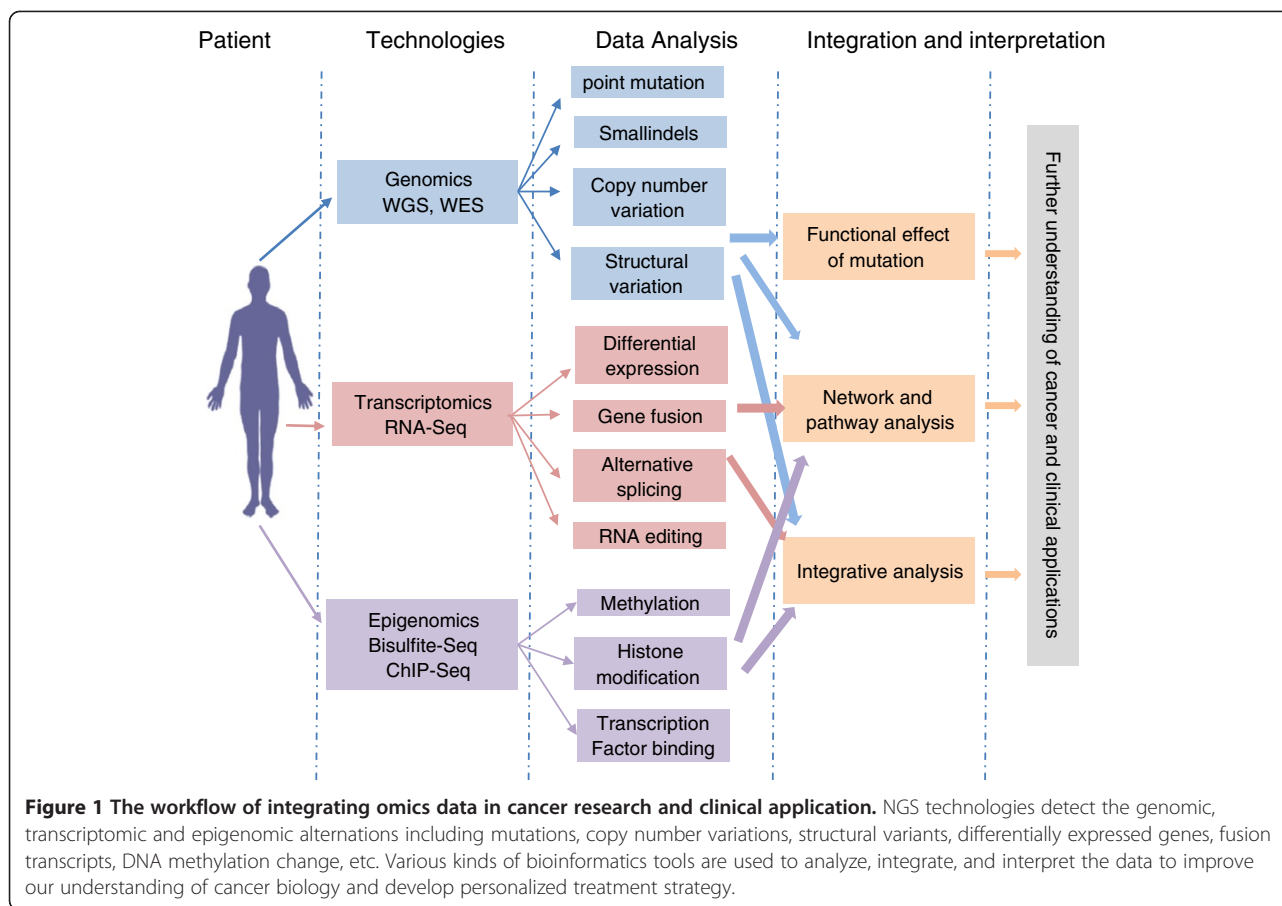 Patient
Technologies
Data Analysis
Integration and interpretation
point mutation
Smallindels
Copy number
variation
Structural
variation
Genomics
WGS, WES
Differential
expression
Gene fusion
Alternative
splicing
RNA editing
Transcriptomics
RNA-Seq
Methylation
Histone
modification
Transcription
Factor binding
Epigenomics
Bisulfite-Seq
ChIP-Seq
Functional effect
of mutation
Network and
pathway analysis
Integrative analysis
Further understanding of cancer and clinical applications
Figure 1 The workflow of integrating omics data in cancer research and clinical application. NGS technologies detect the genomic,
transcriptomic and epigenomic alternations including mutations, copy number variations, structural variants, differentially expressed genes, fusion
transcripts, DNA methylation change, etc. Various kinds of bioinformatics tools are used to analyze, integrate, and interpret the data to improve
our understanding of cancer biology and develop personalized treatment strategy.